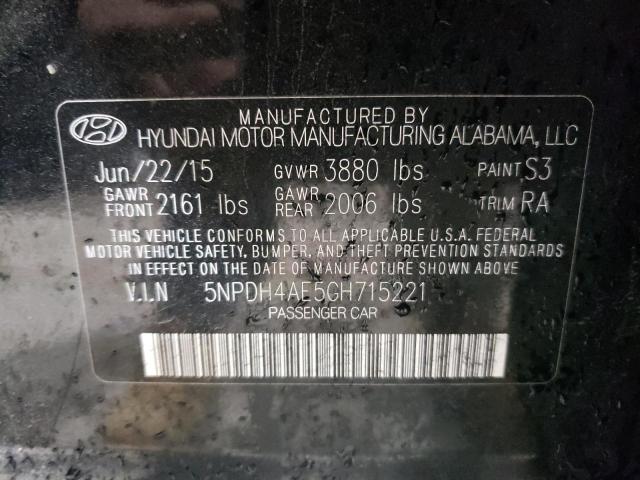 MANUFACTURED BY
HYUNDAI MOTOR MANUFACTURING ALABAMA, LLC
Jun/22/15 GVWR 3880 lbs PAINT S3
GAWR FRONT 2161 lbs GAWR REAR 2006 lbs TRIM RA
THIS VEHICLE CONFORMS TO ALL APPLICABLE U.S.A. FEDERAL
MOTOR VEHICLE SAFETY, BUMPER, AND THEFT PREVENTION STANDARDS
IN EFFECT ON THE DATE OF MANUFACTURE SHOWN ABOVE
V.I.N 5NPDH4AE5GH715221
PASSENGER CAR